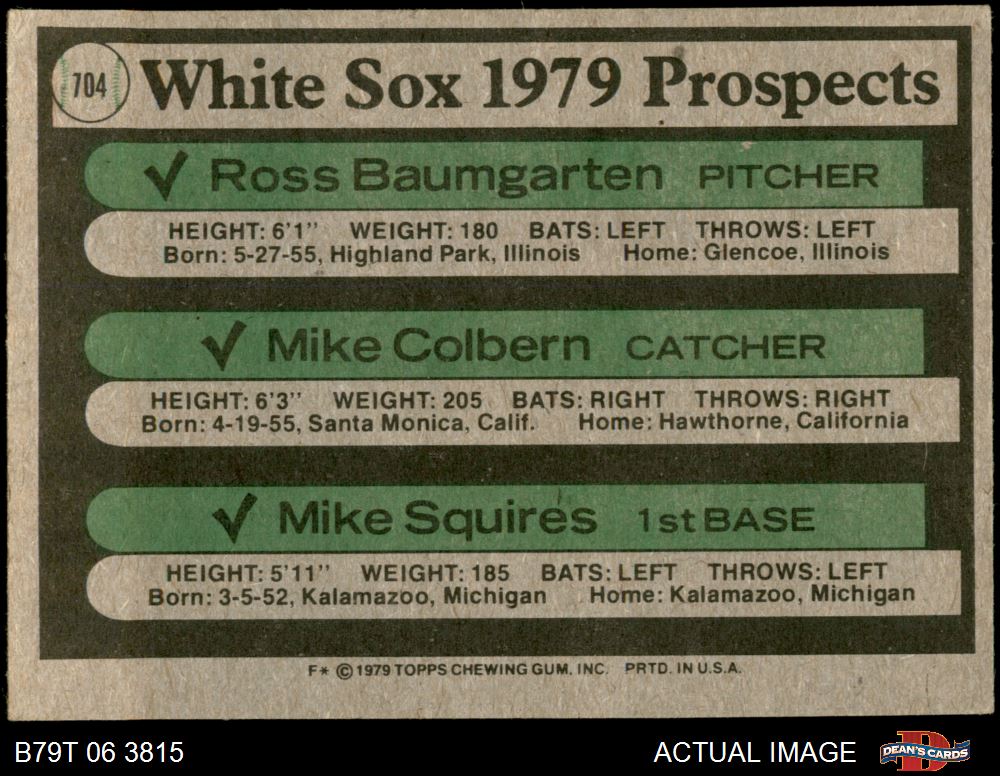 704 White Sox 1979 Prospects
✓ Ross Baumgarten PITCHER
HEIGHT: 6'1" WEIGHT: 180 BATS: LEFT THROWS: LEFT
Born: 5-27-55, Highland Park, Illinois Home: Glencoe, Illinois
✓ Mike Colbern CATCHER
HEIGHT: 6'3" WEIGHT: 205 BATS: RIGHT THROWS: RIGHT
Born: 4-19-55, Santa Monica, Calif. Home: Hawthorne, California
✓ Mike Squires 1st BASE
HEIGHT: 5'11" WEIGHT: 185 BATS: LEFT THROWS: LEFT
Born: 3-5-52, Kalamazoo, Michigan Home: Kalamazoo, Michigan
F* © 1979 TOPPS CHEWING GUM, INC. PRTD. IN U.S.A.
B79T 06 3815 ACTUAL IMAGE DEAN'S CARDS